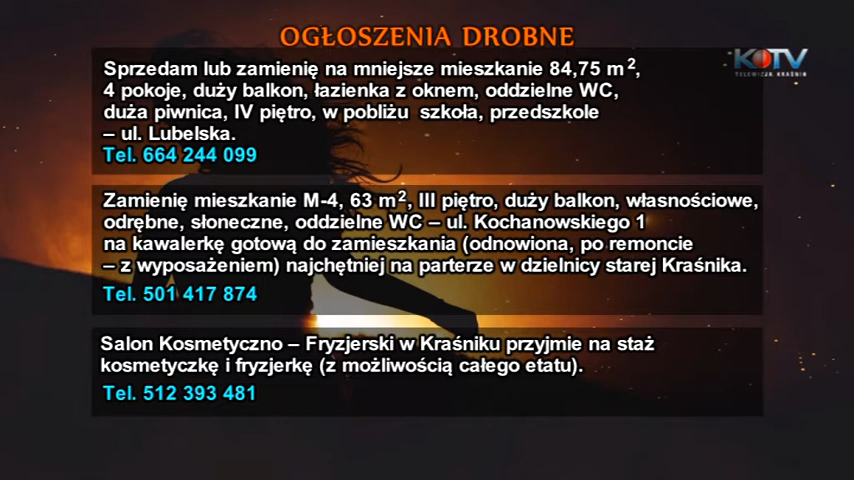 OGŁOSZENIA DROBNE
KOTV
TELEWIZJA KRAŚNIK
Sprzedam lub zamienię na mniejsze mieszkanie 84,75 m²,
4 pokoje, duży balkon, łazienka z oknem, oddzielne WC,
duża piwnica, IV piętro, w pobliżu szkoła, przedszkole
– ul. Lubelska.
Tel. 664 244 099
Zamienię mieszkanie M-4, 63 m², III piętro, duży balkon, własnościowe,
odrębne, słoneczne, oddzielne WC – ul. Kochanowskiego 1
na kawalerkę gotową do zamieszkania (odnowiona, po remoncie
– z wyposażeniem) najchętniej na parterze w dzielnicy starej Kraśnika.
Tel. 501 417 874
Salon Kosmetyczno – Fryzjerski w Kraśniku przyjmie na staż
kosmetyczkę i fryzjerkę (z możliwością całego etatu).
Tel. 512 393 481